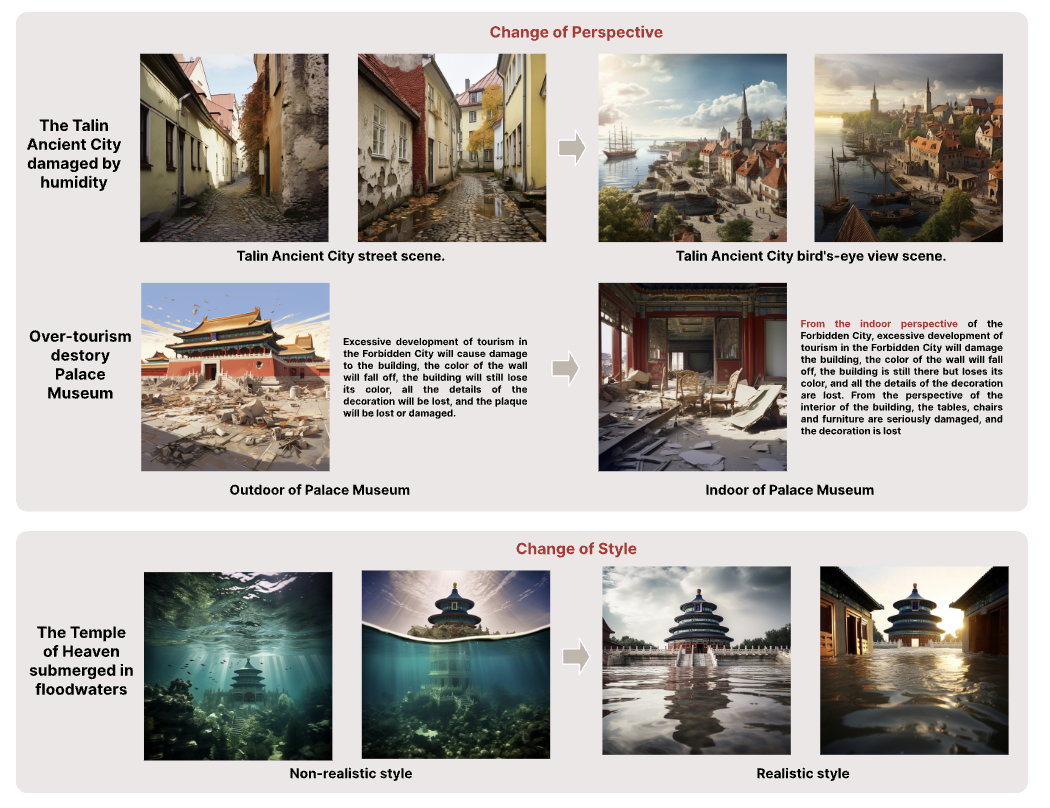 Change of Perspective
The Talin
Ancient City
damaged by
humidity
Talin Ancient City street scene.
Talin Ancient City bird's-eye view scene.
Over-tourism
destory
Palace
Museum
Excessive development of tourism in
the Forbidden City will cause damage
to the building, the color of the wall
will fall off, the building will still lose
its color, all the details of the
decoration will be lost, and the plaque
will be lost or damaged.
From the indoor perspective of the
Forbidden City, excessive development of
tourism in the Forbidden City will damage
the building, the color of the wall will fall
off, the building is still there but loses its
color, and all the details of the decoration
are lost. From the perspective of the
interior of the building, the tables, chairs
and furniture are seriously damaged, and
the decoration is lost
Outdoor of Palace Museum
Indoor of Palace Museum
Change of Style
The Temple
of Heaven
submerged in
floodwaters
Non-realistic style
Realistic style